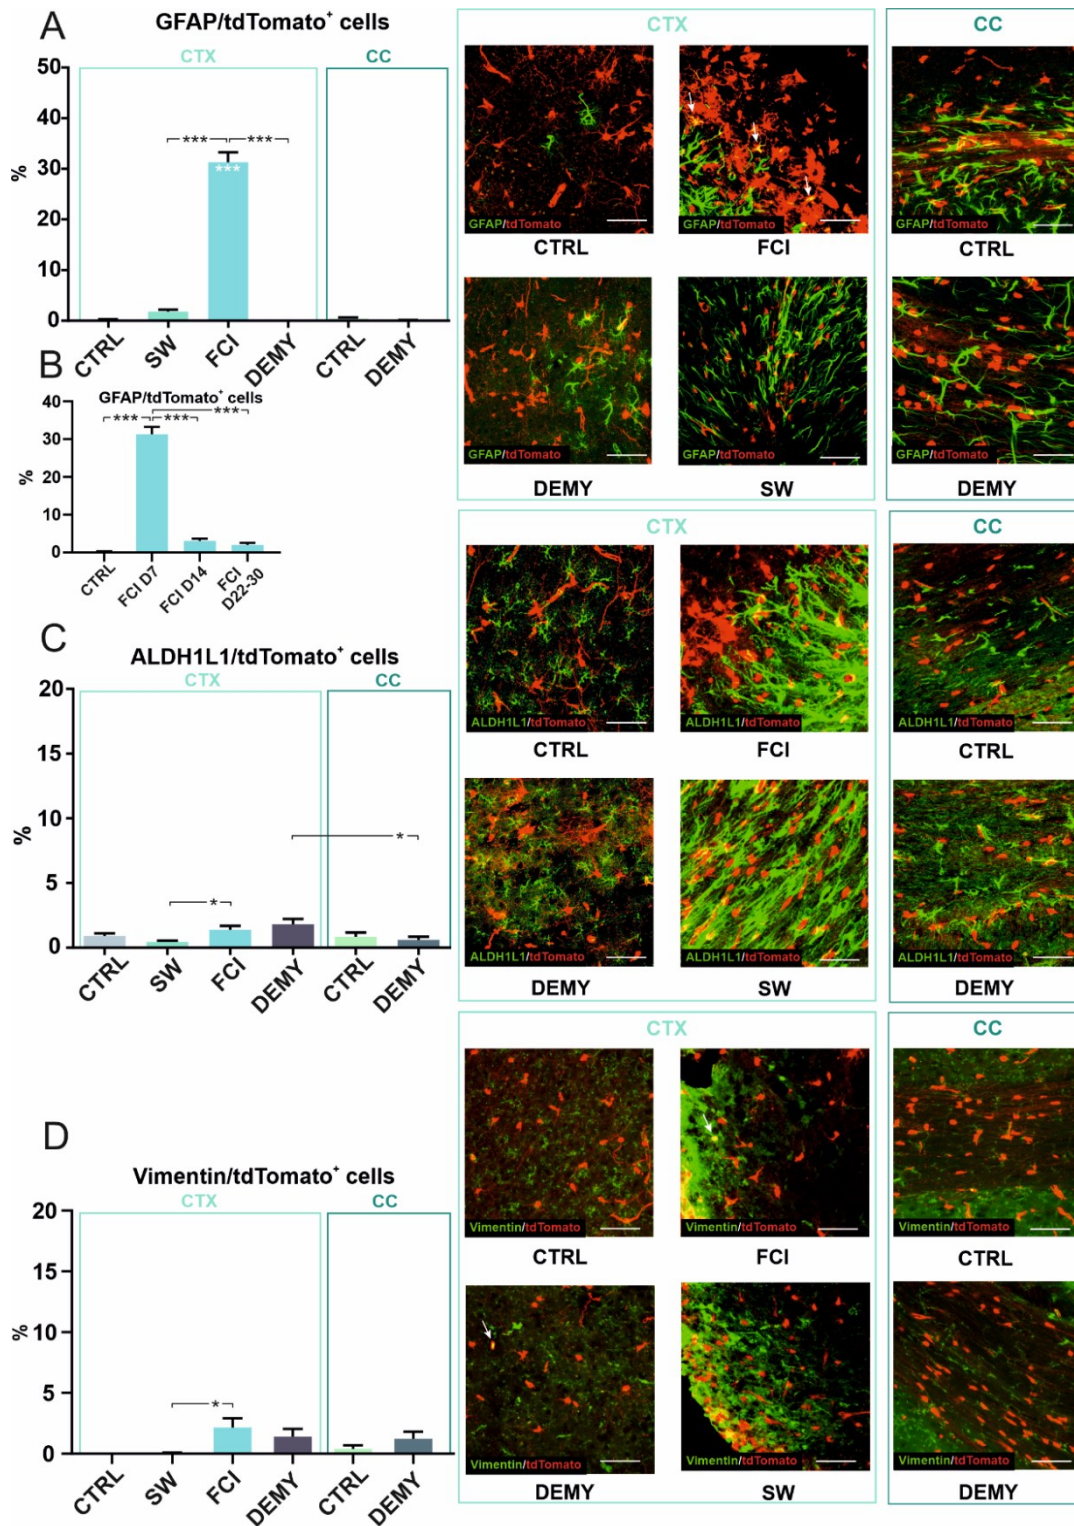 A
GFAP/tdTomato⁺ cells
CTX
CC
50
40
30
20
10
0
%
***
***
***
CTRL
SW
FCI
DEMY
CTRL
DEMY
CTX
CC
GFAP/tdTomato
GFAP/tdTomato
GFAP/tdTomato
CTRL
FCI
CTRL
GFAP/tdTomato
GFAP/tdTomato
GFAP/tdTomato
DEMY
SW
DEMY
B
GFAP/tdTomato⁺ cells
40
30
20
10
0
%
***
***
***
CTRL
FCI D7
FCI D14
FCI
D22-30
C
ALDH1L1/tdTomato⁺ cells
CTX
CC
20
15
10
5
0
%
*
*
CTRL
SW
FCI
DEMY
CTRL
DEMY
CTX
CC
ALDH1L1/tdTomato
ALDH1L1/tdTomato
ALDH1L1/tdTomato
CTRL
FCI
CTRL
ALDH1L1/tdTomato
ALDH1L1/tdTomato
ALDH1L1/tdTomato
DEMY
SW
DEMY
D
Vimentin/tdTomato⁺ cells
CTX
CC
20
15
10
5
0
%
*
CTRL
SW
FCI
DEMY
CTRL
DEMY
CTX
CC
Vimentin/tdTomato
Vimentin/tdTomato
Vimentin/tdTomato
CTRL
FCI
CTRL
Vimentin/tdTomato
Vimentin/tdTomato
Vimentin/tdTomato
DEMY
SW
DEMY